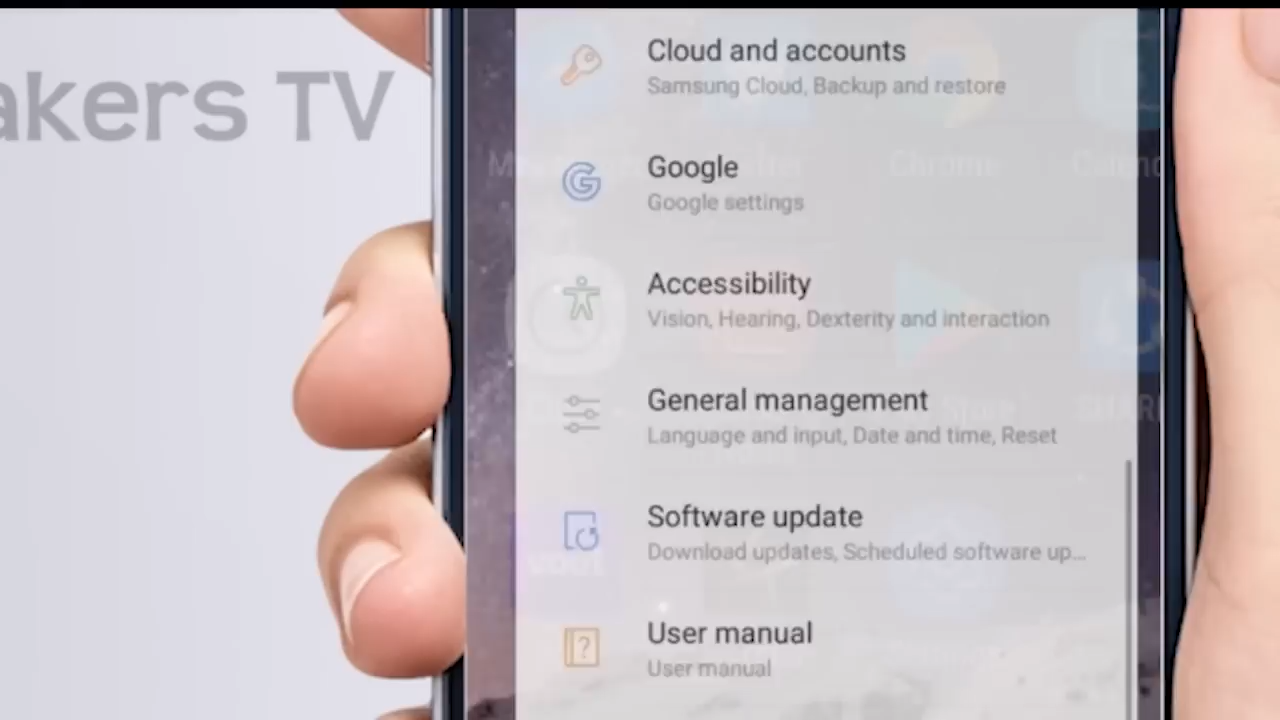 akers TV
Cloud and accounts
Samsung Cloud, Backup and restore
Google
Google settings
Accessibility
Vision, Hearing, Dexterity and interaction
General management
Language and input, Date and time, Reset
Software update
Download updates, Scheduled software up...
User manual
User manual